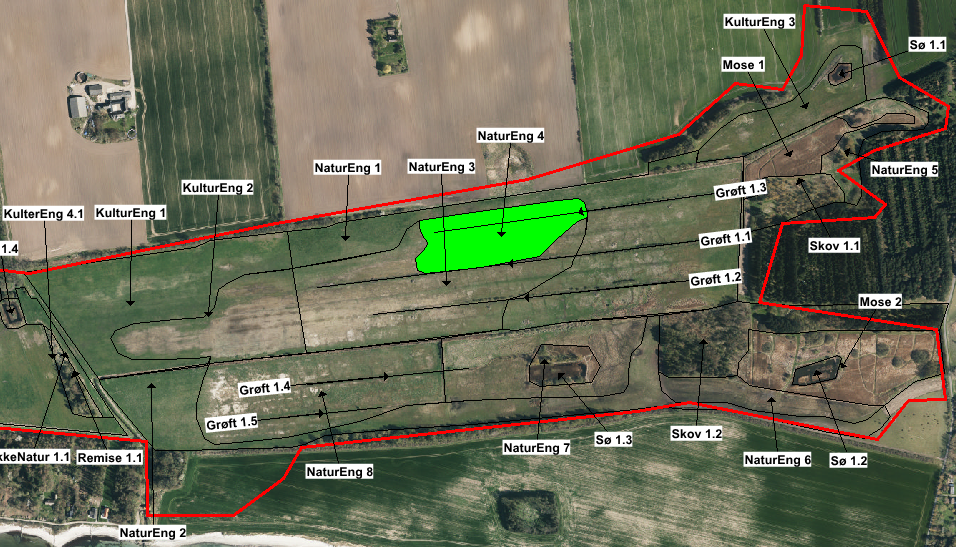 KulturEng 3
Sø 1.1
Mose 1
NaturEng 4
NaturEng 1
NaturEng 3
NaturEng 5
KulturEng 2
Grøft 1.3
KulterEng 4.1
KulturEng 1
1.4
Grøft 1.1
Skov 1.1
Grøft 1.2
Mose 2
Grøft 1.4
Grøft 1.5
Skov 1.2
Sø 1.3
NaturEng 7
kkeNatur 1.1
Remise 1.1
NaturEng 8
NaturEng 6
Sø 1.2
NaturEng 2